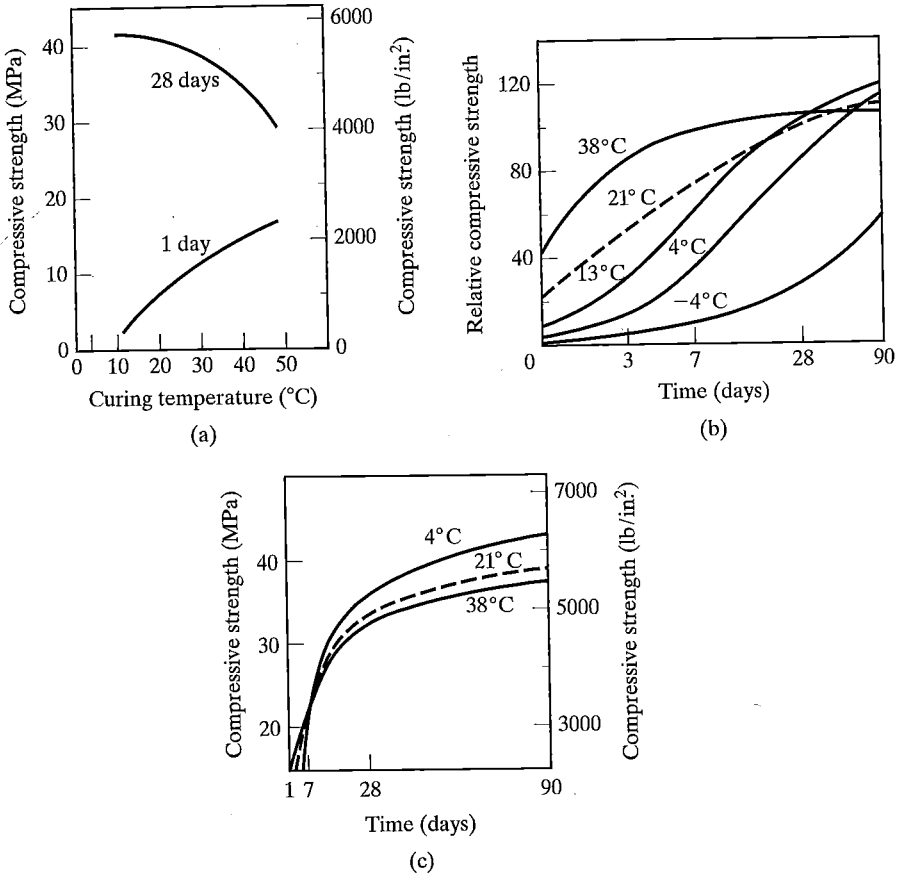 Compressive strength (MPa)
40
30
20
10
0
28 days
1 day
6000
4000
2000
0
Compressive strength (lb/in.²)
0 10 20 30 40 50
Curing temperature (°C)
(a)
Relative compressive strength
120
80
40
0
38°C
21°C
13°C
4°C
−4°C
3 7 28 90
Time (days)
(b)
Compressive strength (MPa)
40
30
20
4°C
21°C
38°C
7000
5000
3000
Compressive strength (lb/in.²)
1 7 28 90
Time (days)
(c)